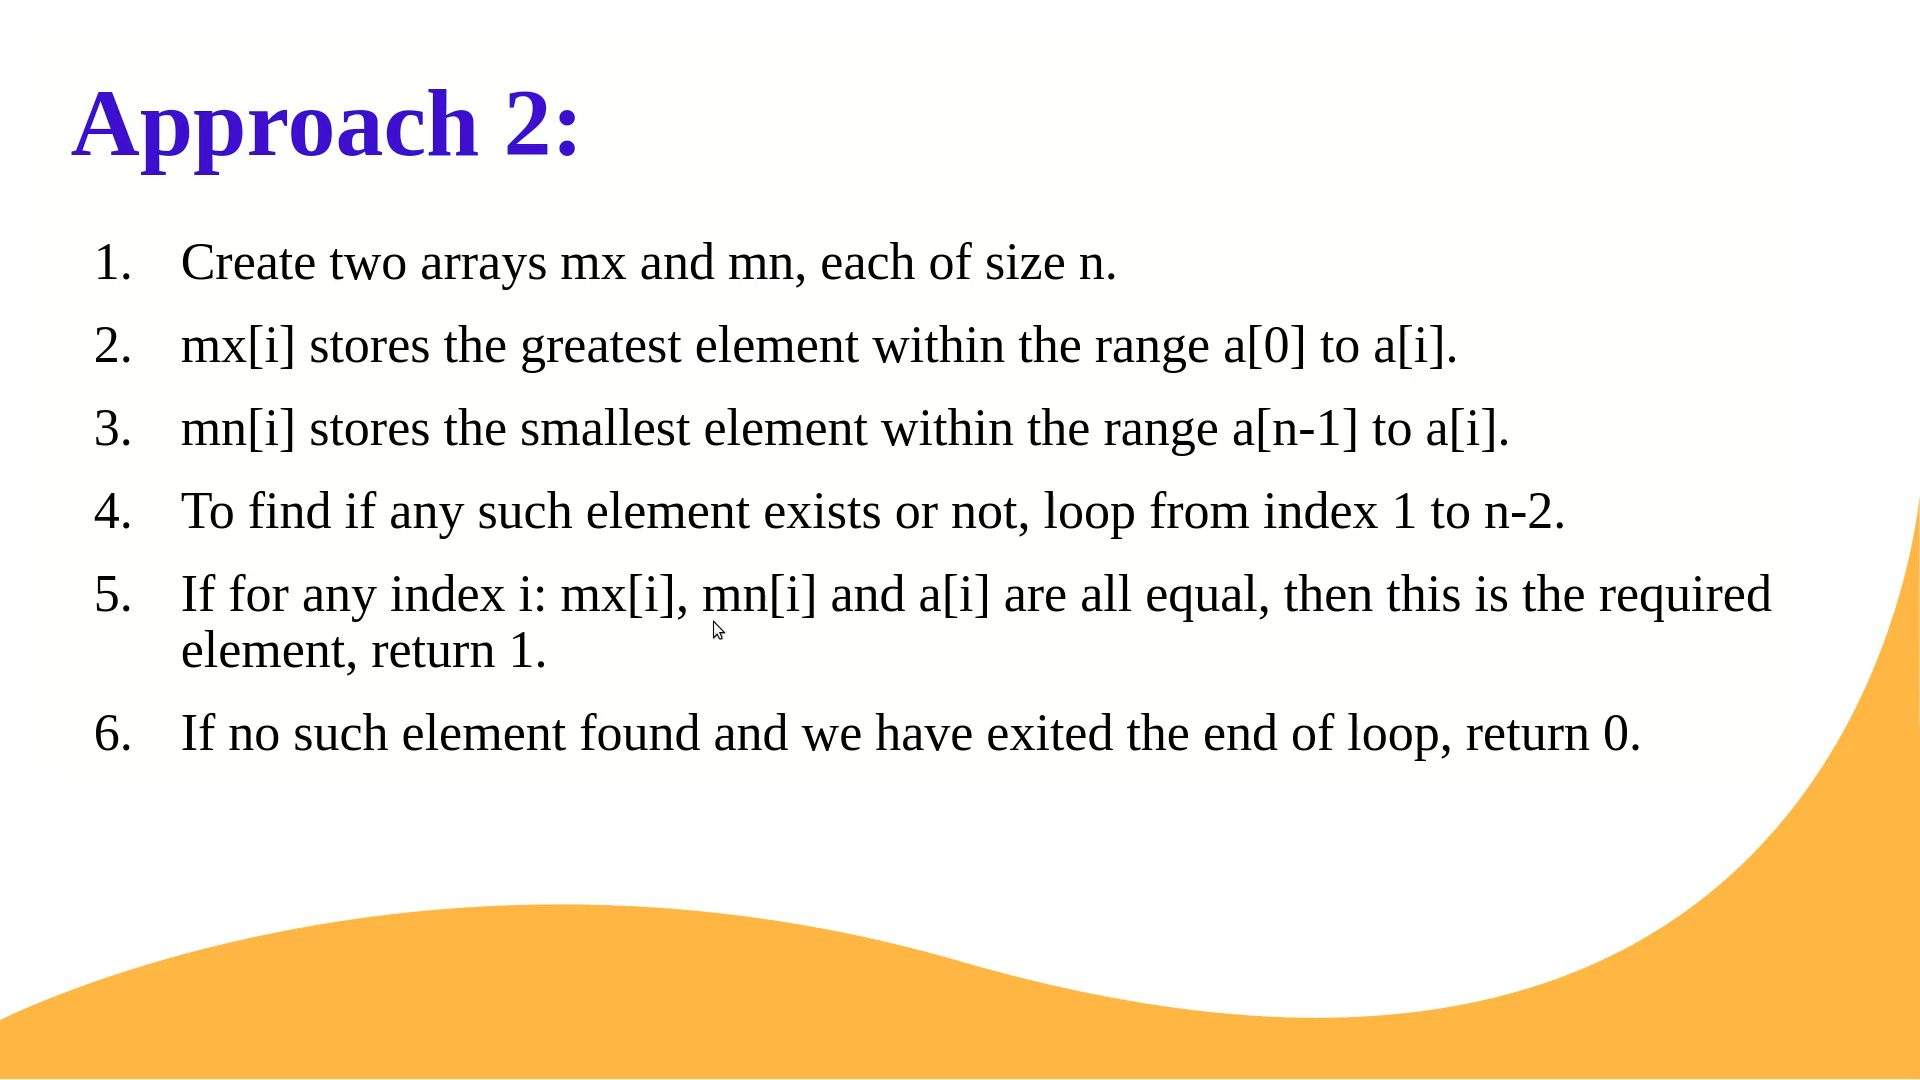 Approach 2:
1. Create two arrays mx and mn, each of size n.
2. mx[i] stores the greatest element within the range a[0] to a[i].
3. mn[i] stores the smallest element within the range a[n-1] to a[i].
4. To find if any such element exists or not, loop from index 1 to n-2.
5. If for any index i: mx[i], mn[i] and a[i] are all equal, then this is the required
element, return 1.
6. If no such element found and we have exited the end of loop, return 0.